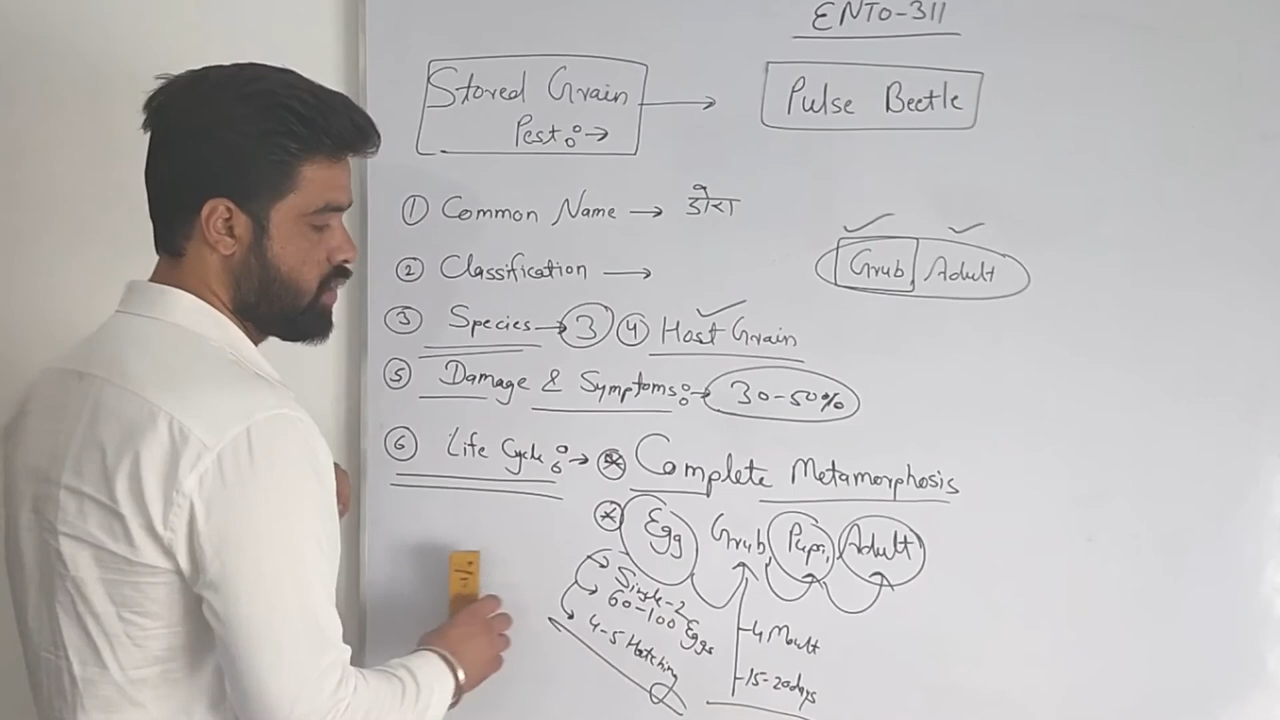 ENTO-311
Stored Grain → Pulse Beetle
Pest :→
① Common Name → ढोरा
② Classification →
Grub Adult
③ Species → 3 ④ Host Grain
⑤ Damage & Symptoms :→ 30-50%
⑥ Life Cycle :→ Complete Metamorphosis
Egg Grub Pupi Adult
Single-2
60-100 Eggs
4-5 Hatching
4 Moult
15-20days